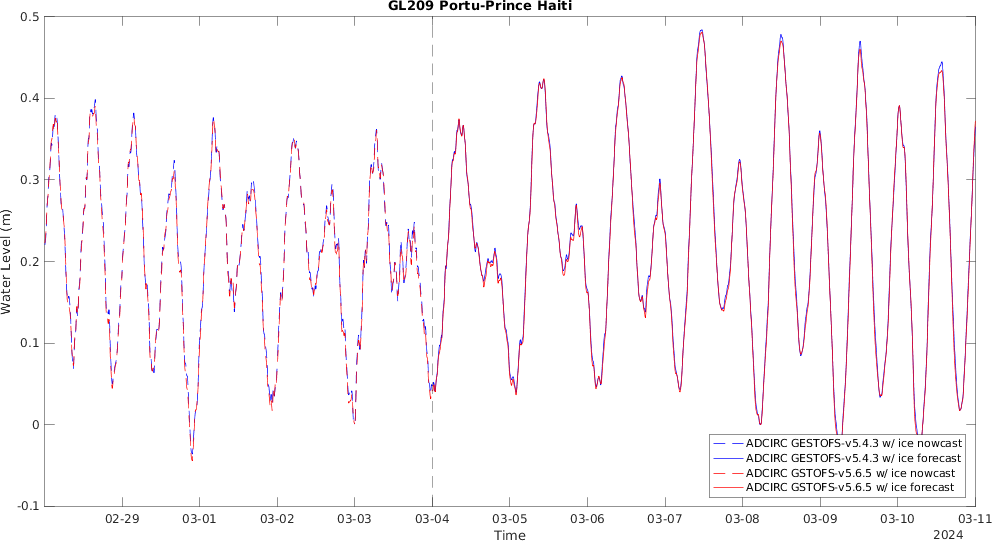 GL209 Portu-Prince Haiti
0.5
0.4
0.3
0.2
0.1
0
-0.1
Water Level (m)
ADCIRC GESTOFS-v5.4.3 w/ ice nowcast
ADCIRC GESTOFS-v5.4.3 w/ ice forecast
ADCIRC GSTOFS-v5.6.5 w/ ice nowcast
ADCIRC GSTOFS-v5.6.5 w/ ice forecast
02-29 03-01 03-02 03-03 03-04 03-05 03-06 03-07 03-08 03-09 03-10 03-11
Time
2024